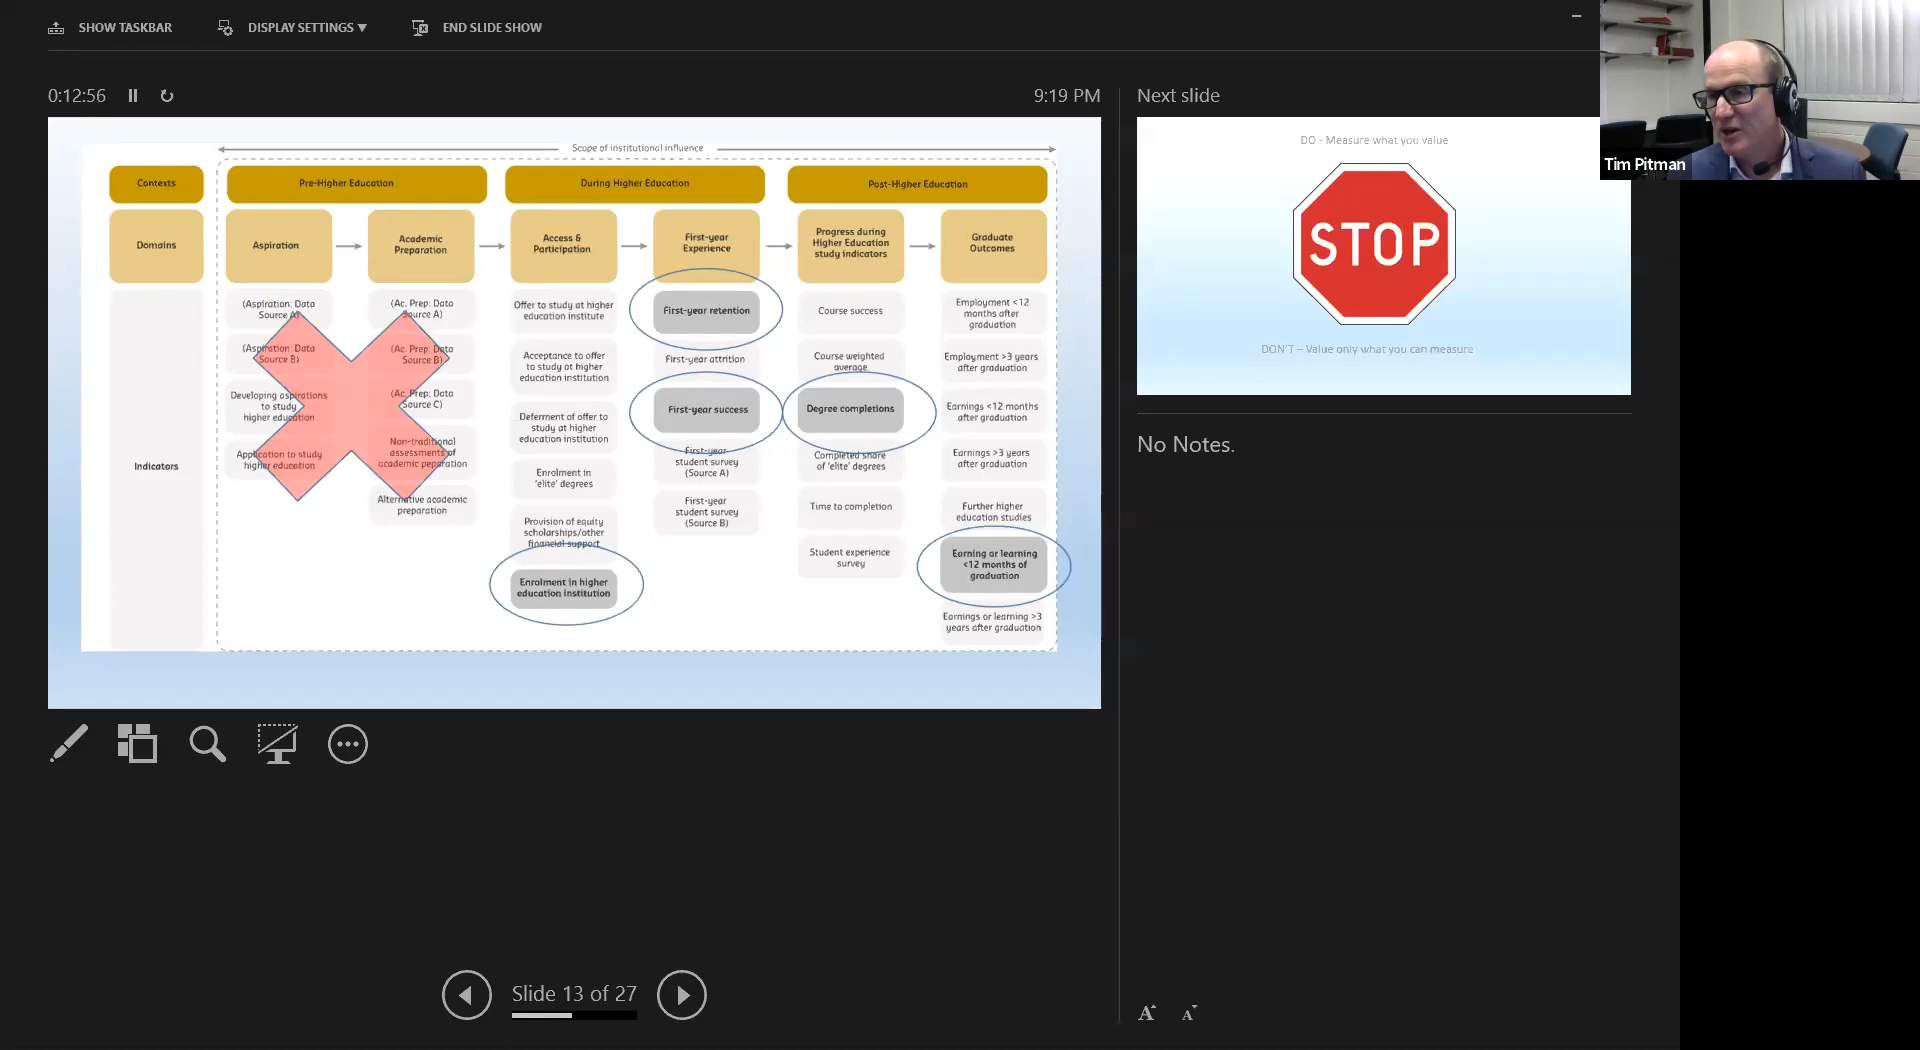 SHOW TASKBAR
DISPLAY SETTINGS
END SLIDE SHOW
0:12:56
9:19 PM
Next slide
Tim Pitman
Scope of institutional influence
Contexts
Pre-Higher Education
During Higher Education
Post-Higher Education
Domains
Aspiration
Academic
Preparation
Access &
Participation
First-year
Experience
Progress during
Higher Education
study indicators
Graduate
Outcomes
Indicators
(Aspiration: Data
Source A)
(Aspiration: Data
Source B)
Developing aspirations
to study
higher education
Application to study
higher education
(Ac. Prep: Data
Source A)
(Ac. Prep: Data
Source B)
(Ac. Prep: Data
Source C)
Non-traditional
assessments of
academic peparation
Alternative academic
preparation
Offer to study at higher
education institute
Acceptance to offer
to study at higher
education institution
Deferment of offer to
study at higher
education institution
Enrolment in
'elite' degrees
Provision of equity
scholarships/other
financial support
Enrolment in higher
education institution
First-year retention
First-year attrition
First-year success
First-year
student survey
(Source A)
First-year
student survey
(Source B)
Course success
Course weighted
average
Degree completions
Completed share
of 'elite' degrees
Time to completion
Student experience
survey
Employment <12
months after
graduation
Employment >3 years
after graduation
Earnings <12 months
after graduation
Earnings >3 years
after graduation
Further higher
education studies
Earning or learning
<12 months of
graduation
Earnings or learning >3
years after graduation
DO - Measure what you value
STOP
DON'T – Value only what you can measure
No Notes.
Slide 13 of 27
A
A